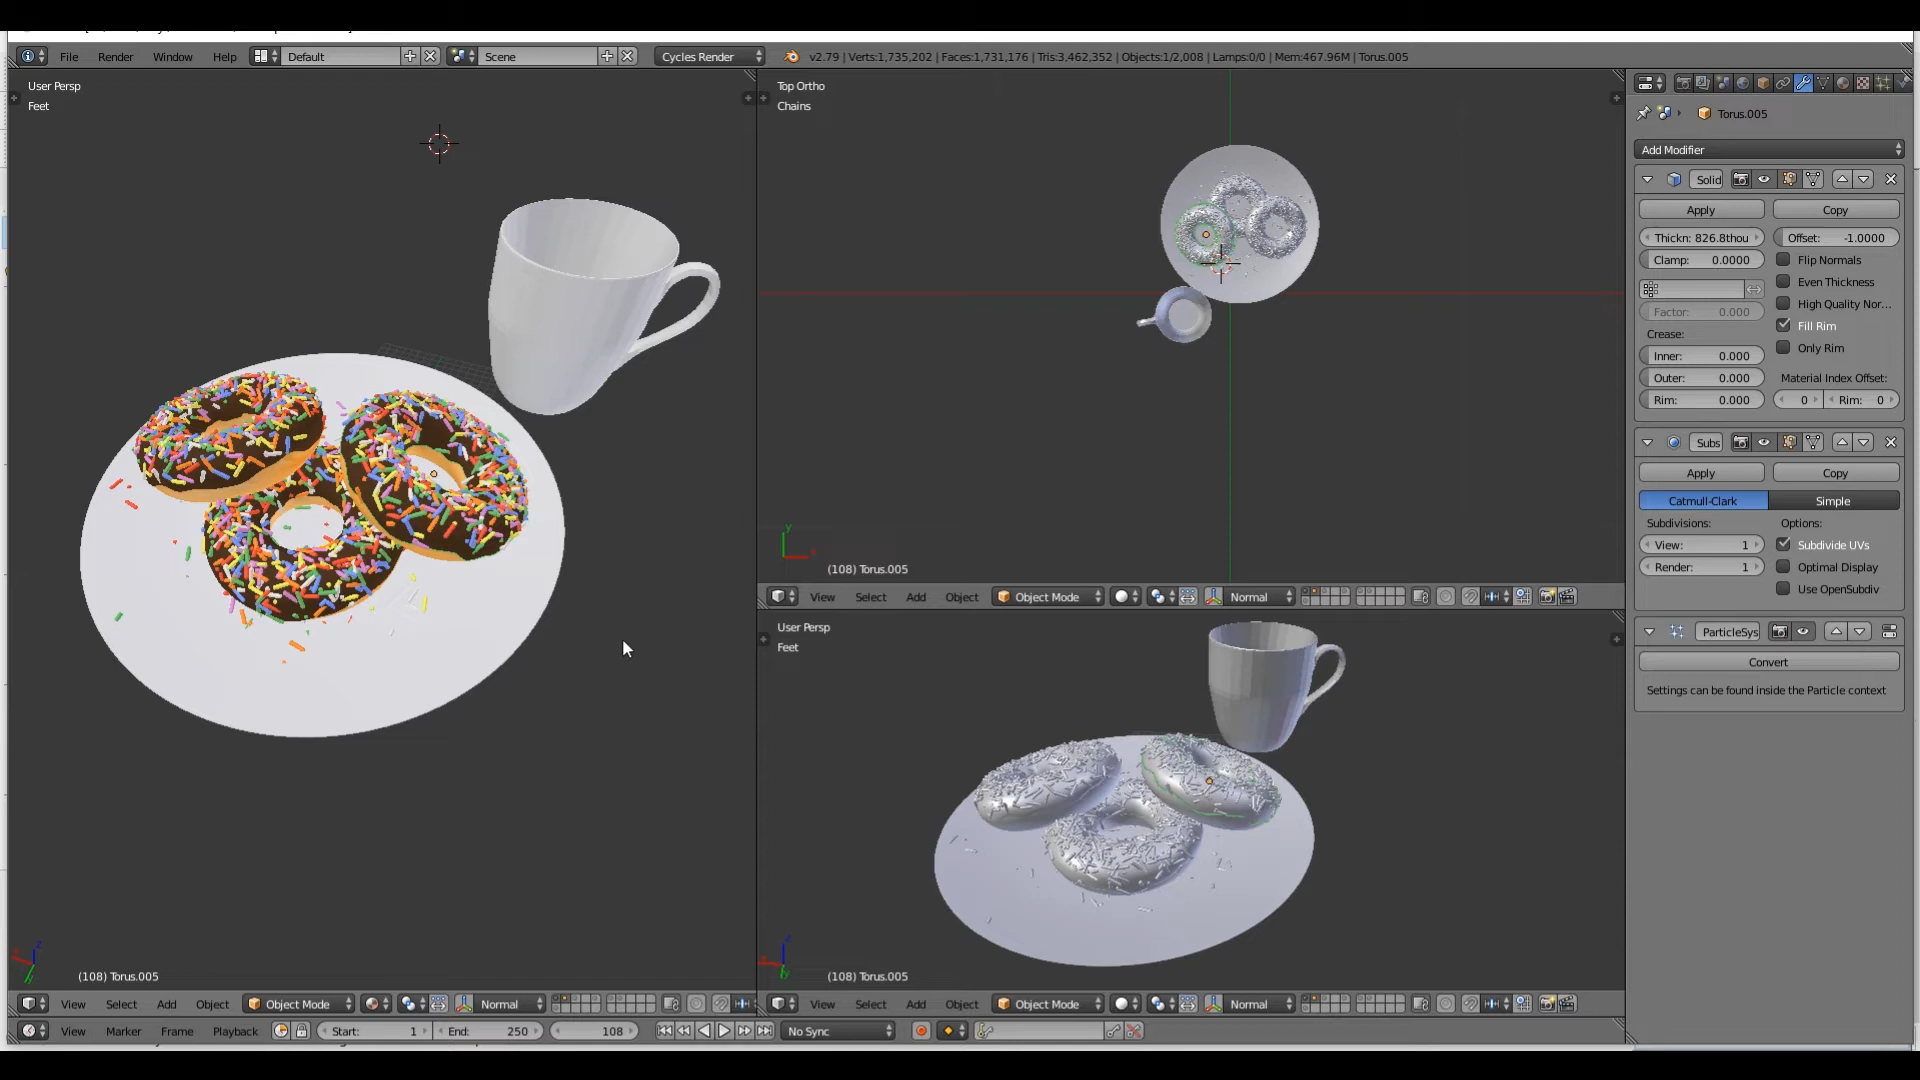 File Render Window Help Default Scene Cycles Render v2.79 | Verts:1,735,202 | Faces:1,731,176 | Tris:3,462,352 | Objects:1/2,008 | Lamps:0/0 | Mem:467.96M | Torus.005
User Persp
Feet
(108) Torus.005
View Select Add Object Object Mode Normal
Top Ortho
Chains
y
x
(108) Torus.005
View Select Add Object Object Mode Normal
User Persp
Feet
(108) Torus.005
View Select Add Object Object Mode Normal
View Marker Frame Playback Start: 1 End: 250 108 No Sync
Torus.005
Add Modifier
Solid
Apply Copy
Thickn: 826.8thou Offset: -1.0000
Clamp: 0.0000 Flip Normals
Even Thickness
High Quality Nor...
Factor: 0.000
Fill Rim
Crease:
Only Rim
Inner: 0.000
Outer: 0.000 Material Index Offset:
Rim: 0.000 0 Rim: 0
Subs
Apply Copy
Catmull-Clark Simple
Subdivisions: Options:
View: 1 Subdivide UVs
Render: 1 Optimal Display
Use OpenSubdiv
ParticleSys
Convert
Settings can be found inside the Particle context